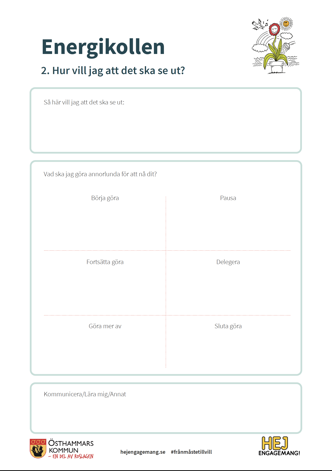 Energikollen
2. Hur vill jag att det ska se ut?
Så här vill jag att det ska se ut:
Vad ska jag göra annorlunda för att nå dit?
Börja göra
Pausa
Fortsätta göra
Delegera
Göra mer av
Sluta göra
Kommunicera/Lära mig/Annat
ÖSTHAMMARS
KOMMUN
– EN DEL AV ROSLAGEN
hejengagemang.se #frånmåstetillvill
HEJ
ENGAGEMANG!